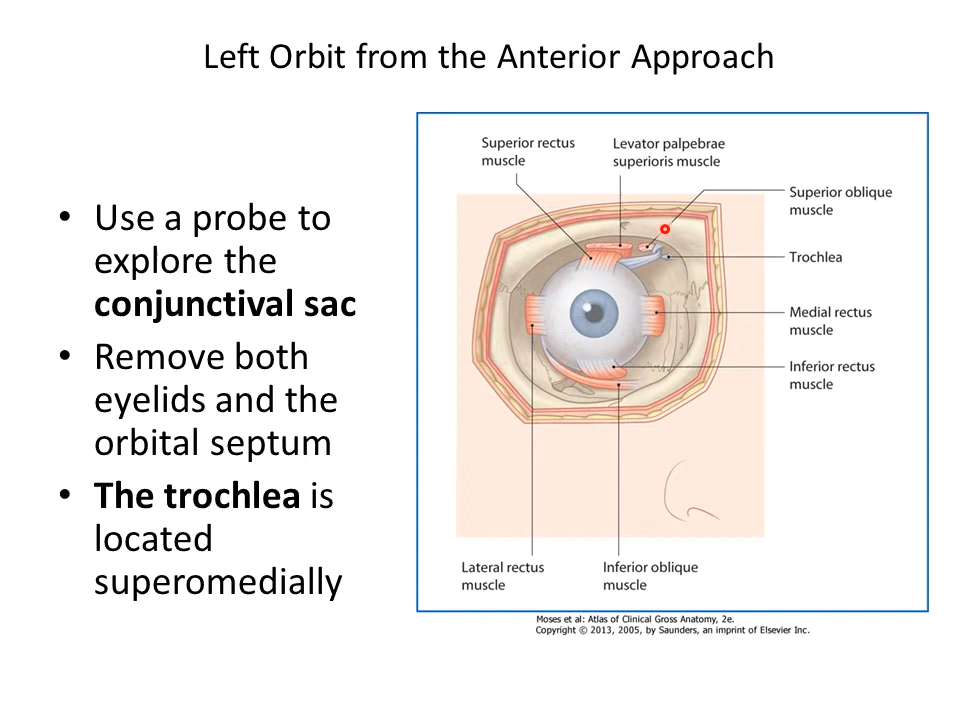 Left Orbit from the Anterior Approach
• Use a probe to
explore the
conjunctival sac
• Remove both
eyelids and the
orbital septum
• The trochlea is
located
superomedially
Superior rectus
muscle
Levator palpebrae
superioris muscle
Superior oblique
muscle
Trochlea
Medial rectus
muscle
Inferior rectus
muscle
Lateral rectus
muscle
Inferior oblique
muscle
Moses et al: Atlas of Clinical Gross Anatomy, 2e.
Copyright © 2013, 2005, by Saunders, an imprint of Elsevier Inc.